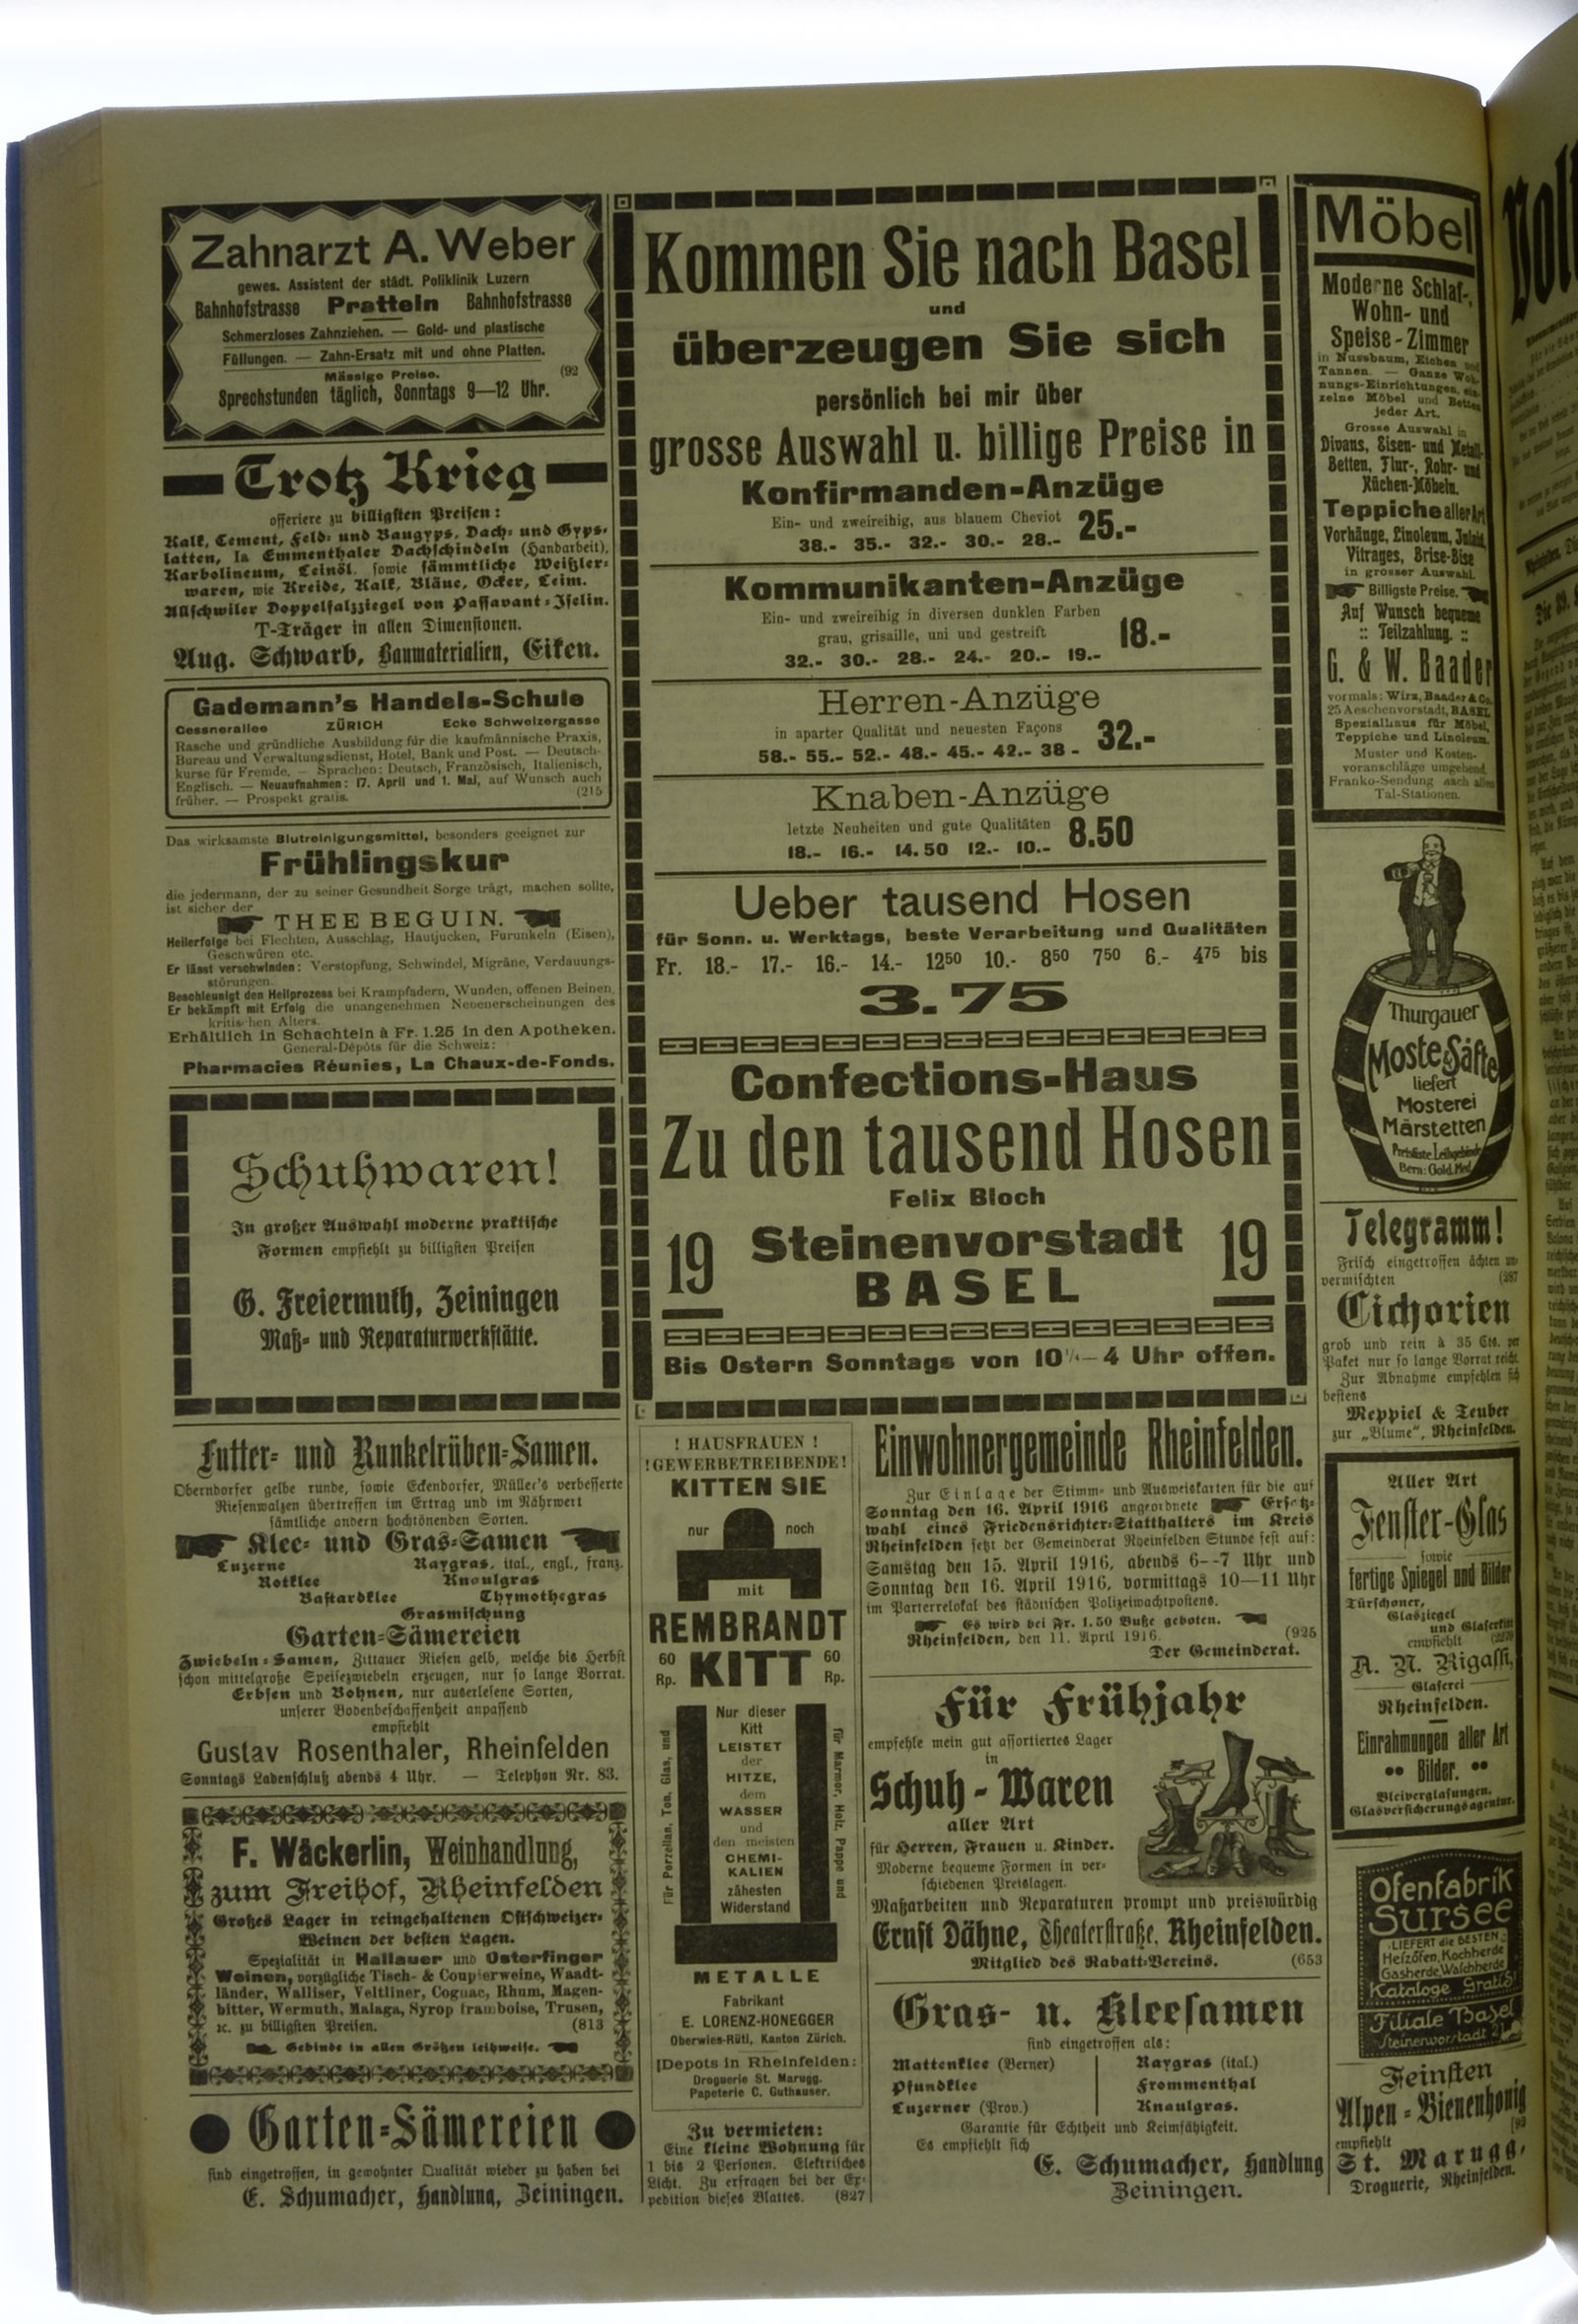 Zahnarzt A. Weber
gewes. Assistent der städt. Poliklinik Luzern
Bahnhofstrasse Pratteln Bahnhofstrasse
Schmerzloses Zahnziehen. — Gold- und plastische
Füllungen. — Zahn-Ersatz mit und ohne Platten.
Mässige Preise. (92
Sprechstunden täglich, Sonntags 9—12 Uhr.
Trotz Krieg
offeriere zu billigsten Preisen:
Kalk, Cement, Feld- und Baugyps, Dach- und Gyps-
latten, Ia Emmenthaler Dachschindeln (Handarbeit),
Karbolineum, Leinöl, sowie sämmtliche Weißler-
waren, wie Kreide, Kalk, Bläue, Ocker, Leim.
Allschwiler Doppelfalzziegel von Passavant-Iselin.
T-Träger in allen Dimensionen.
Aug. Schwarb, Baumaterialien, Eiken.
Gademann's Handels-Schule
Gessnerallee ZÜRICH Ecke Schweizergasse
Rasche und gründliche Ausbildung für die kaufmännische Praxis,
Bureau und Verwaltungsdienst, Hotel, Bank und Post. — Deutsch-
kurse für Fremde. — Sprachen: Deutsch, Französisch, Italienisch,
Englisch. — Neuaufnahmen: 17. April und 1. Mai, auf Wunsch auch
früher. — Prospekt gratis. (215
Das wirksamste Blutreinigungsmittel, besonders geeignet zur
Frühlingskur
die jedermann, der zu seiner Gesundheit Sorge trägt, machen sollte,
ist sicher der
THEE BEGUIN.
Heilerfolge bei Flechten, Ausschlag, Hautjucken, Furunkeln (Eisen),
Geschwüren etc.
Er lässt verschwinden: Verstopfung, Schwindel, Migräne, Verdauungs-
störungen.
Beschleunigt den Heilprozess bei Krampfadern, Wunden, offenen Beinen.
Er bekämpft mit Erfolg die unangenehmen Nebenerscheinungen des
kritischen Alters.
Erhältlich in Schachteln à Fr. 1.25 in den Apotheken.
General-Depôts für die Schweiz:
Pharmacies Réunies, La Chaux-de-Fonds.
Schuhwaren!
In großer Auswahl moderne praktische
Formen empfiehlt zu billigsten Preisen
G. Freiermuth, Zeiningen
Maß- und Reparaturwerkstätte.
Futter- und Runkelrüben-Samen.
Oberndorfer gelbe runde, sowie Eckendorfer, Müller's verbesserte
Riesenwalzen übertreffen im Ertrag und im Nährwert
sämtliche andern hochtönenden Sorten.
Klee- und Gras-Samen
Luzerne Raygras, ital., engl., franz.
Rotklee Knaulgras
Bastardklee Thymothegras
Grasmischung
Garten-Sämereien
Zwiebeln-Samen, Zittauer Riesen gelb, welche bis Herbst
schon mittelgroße Speisezwiebeln erzeugen, nur so lange Vorrat.
Erbsen und Bohnen, nur auserlesene Sorten,
unserer Bodenbeschaffenheit anpassend
empfiehlt
Gustav Rosenthaler, Rheinfelden
Sonntags Ladenschluß abends 4 Uhr. — Telephon Nr. 83.
F. Wäckerlin, Weinhandlung,
zum Freihof, Rheinfelden
Großes Lager in reingehaltenen Ostschweizer-
Weinen der besten Lagen.
Spezialität in Hallauer und Osterfinger
Weinen, vorzügliche Tisch- & Coupierweine, Waadt-
länder, Walliser, Veltliner, Cognac, Rhum, Magen-
bitter, Wermuth, Malaga, Syrop framboise, Trusen,
ɾc. zu billigsten Preisen. (813
Gebinde in allen Größen leihweise.
Garten-Sämereien
sind eingetroffen, in gewohnter Qualität wieder zu haben bei
E. Schumacher, Handlung, Zeiningen.
Kommen Sie nach Basel
und
überzeugen Sie sich
persönlich bei mir über
grosse Auswahl u. billige Preise in
Konfirmanden-Anzüge
Ein- und zweireihig, aus blauem Cheviot 25.-
38.- 35.- 32.- 30.- 28.-
Kommunikanten-Anzüge
Ein- und zweireihig in diversen dunklen Farben
grau, grisaille, uni und gestreift 18.-
32.- 30.- 28.- 24.- 20.- 19.-
Herren-Anzüge
in aparter Qualität und neuesten Façons 32.-
58.- 55.- 52.- 48.- 45.- 42.- 38 -
Knaben-Anzüge
letzte Neuheiten und gute Qualitäten 8.50
18.- 16.- 14.50 12.- 10.-
Ueber tausend Hosen
für Sonn. u. Werktags, beste Verarbeitung und Qualitäten
Fr. 18.- 17.- 16.- 14.- 12⁵⁰ 10.- 8⁵⁰ 7⁵⁰ 6.- 4⁷⁵ bis
3.75
Confections-Haus
Zu den tausend Hosen
Felix Bloch
19 Steinenvorstadt 19
BASEL
Bis Ostern Sonntags von 10½—4 Uhr offen.
! HAUSFRAUEN !
! GEWERBETREIBENDE !
KITTEN SIE
nur noch
mit
REMBRANDT
60 Rp. KITT 60 Rp.
Für Porzellan, Ton, Glas, und
Nur dieser
Kitt
LEISTET
der
HITZE,
dem
WASSER
und
den meisten
CHEMI-
KALIEN
zähesten
Widerstand
für Marmor, Holz, Pappe und
METALLE
Fabrikant
E. LORENZ-HONEGGER
Oberwies-Rüti, Kanton Zürich.
Depots in Rheinfelden:
Droguerie St. Marugg.
Papeterie C. Guthauser.
Zu vermieten:
Eine kleine Wohnung für
1 bis 2 Personen. Elektrisches
Licht. Zu erfragen bei der Ex-
pedition dieses Blattes. (827
Einwohnergemeinde Rheinfelden.
Zur Einlage der Stimm- und Ausweiskarten für die auf
Sonntag den 16. April 1916 angeordnete Ersatz-
wahl eines Friedensrichter-Statthalters im Kreis
Rheinfelden setzt der Gemeinderat Rheinfelden Stunde fest auf:
Samstag den 15. April 1916, abends 6--7 Uhr und
Sonntag den 16. April 1916, vormittags 10—11 Uhr
im Parterrelokal des städtischen Polizeiwachtpostens.
Es wird bei Fr. 1.50 Buße geboten.
Rheinfelden, den 11. April 1916. (925
Der Gemeinderat.
Für Frühjahr
empfehle mein gut assortiertes Lager
in
Schuh-Waren
aller Art
für Herren, Frauen u. Kinder.
Moderne bequeme Formen in ver-
schiedenen Preislagen.
Maßarbeiten und Reparaturen prompt und preiswürdig
Ernst Dähne, Theaterstraße, Rheinfelden.
Mitglied des Rabatt-Vereins. (653
Gras- u. Kleesamen
sind eingetroffen als:
Mattenklee (Berner) Raygras (ital.)
Pfundklee Frommenthal
Luzerner (Prov.) Knaulgras.
Garantie für Echtheit und Keimfähigkeit.
Es empfiehlt sich
E. Schumacher, Handlung
Zeiningen.
Möbel
Moderne Schlaf-,
Wohn- und
Speise-Zimmer
in Nussbaum, Eichen und
Tannen. — Ganze Woh-
nungs-Einrichtungen, ein-
zelne Möbel und Betten
jeder Art.
Grosse Auswahl in
Divans, Eisen- und Metall-
Betten, Flur-, Rohr- und
Küchen-Möbeln.
Teppiche aller Art
Vorhänge, Linoleum, Inlaid,
Vitrages, Brise-Bise
in grosser Auswahl.
Billigste Preise.
Auf Wunsch bequeme
:: Teilzahlung. ::
G. & W. Baader
vormals: Wirz, Baader & Co.
25 Aeschenvorstadt, BASEL
Spezialhaus für Möbel,
Teppiche und Linoleum.
Muster und Kosten-
voranschläge umgehend.
Franko-Sendung nach allen
Tal-Stationen.
Thurgauer
Moste & Säfte
liefert
Mosterei
Märstetten
Preisliste. Leihgebinde
Bern: Gold. Med.
Telegramm!
Frisch eingetroffen ächten un-
vermischten (287
Cichorien
grob und rein à 35 Cts. per
Paket nur so lange Vorrat reicht.
Zur Abnahme empfehlen sich
bestens
Meppiel & Teuber
zur „Blume“, Rheinfelden.
Aller Art
Fenster-Glas
sowie
fertige Spiegel und Bilder
Türschoner,
Glasziegel
und Glaserkitt
empfiehlt
A. N. Rigassi,
Glaserei
Rheinfelden.
Einrahmungen aller Art
•• Bilder. ••
Bleiverglasungen.
Glasversicherungsagentur.
Ofenfabrik
Sursee
LIEFERT die BESTEN
Heizöfen, Kochherde
Gasherde, Waschherde
Kataloge Gratis!
Filiale Basel
Steinenvorstadt
Feinsten
Alpen-Bienenhonig
empfiehlt
St. Marugg,
Droguerie, Rheinfelden.